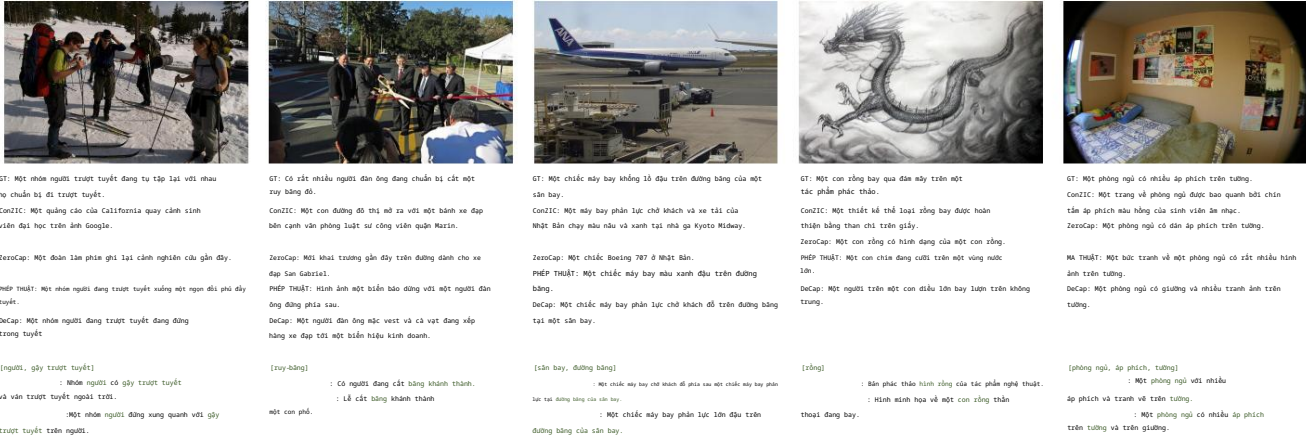 ANA
GT: Một nhóm người trượt tuyết đang tụ tập lại với nhau
họ chuẩn bị đi trượt tuyết.
ConZIC: Một quảng cáo của California quay cảnh sinh
viên đại học trên ảnh Google.
ZeroCap: Một đoàn làm phim ghi lại cảnh nghiên cứu gần đây.
PHÉP THUẬT: Một nhóm người đang trượt tuyết xuống một ngọn đồi phủ đầy
tuyết.
DeCap: Một nhóm người đang trượt tuyết đang đứng
trong tuyết
[người, gậy trượt tuyết]
: Nhóm người có gậy trượt tuyết
và ván trượt tuyết ngoài trời.
:Một nhóm người đứng xung quanh với gậy
trượt tuyết trên người.
GT: Có rất nhiều người đàn ông đang chuẩn bị cắt một
ruy băng đỏ.
ConZIC: Một con đường đô thị mở ra với một bánh xe đạp
bên cạnh văn phòng luật sư công viên quận Marin.
ZeroCap: Mới khai trương gần đây trên đường dành cho xe
đạp San Gabriel.
PHÉP THUẬT: Hình ảnh một biển báo dừng với một người đàn
ông đứng phía sau.
DeCap: Một người đàn ông mặc vest và cà vạt đang xếp
hàng xe đạp tới một biển hiệu kinh doanh.
[ruy-băng]
: Có người đang cắt băng khánh thành.
: Lễ cắt băng khánh thành
một con phố.
GT: Một chiếc máy bay khổng lồ đậu trên đường băng của một
sân bay.
ConZIC: Một máy bay phản lực chở khách và xe tải của
Nhật Bản chạy màu nâu và xanh tại nhà ga Kyoto Midway.
ZeroCap: Một chiếc Boeing 707 ở Nhật Bản.
PHÉP THUẬT: Một chiếc máy bay màu xanh đậu trên đường
băng.
DeCap: Một chiếc máy bay phản lực chở khách đỗ trên đường băng
tại một sân bay.
[sân bay, đường băng]
: Một chiếc máy bay chở khách đỗ phía sau một chiếc máy bay phản
lực tại đường băng của sân bay.
: Một chiếc máy bay phản lực lớn đậu trên
đường băng của sân bay.
GT: Một con rồng bay qua đám mây trên một
tác phẩm phác thảo.
ConZIC: Một thiết kế thể loại rồng bay được hoàn
thiện bằng than chì trên giấy.
ZeroCap: Một con rồng có hình dạng của một con rồng.
PHÉP THUẬT: Một con chim đang cưỡi trên một vùng nước
lớn.
DeCap: Một người trên một con diều lớn bay lượn trên không
trung.
[rồng]
: Bản phác thảo hình rồng của tác phẩm nghệ thuật.
: Hình minh họa về một con rồng thần
thoại đang bay.
GT: Một phòng ngủ có nhiều áp phích trên tường.
ConZIC: Một trang về phòng ngủ được bao quanh bởi chín
tấm áp phích màu hồng của sinh viên âm nhạc.
ZeroCap: Một phòng ngủ có dán áp phích trên tường.
MA THUẬT: Một bức tranh về một phòng ngủ có rất nhiều hình
ảnh trên tường.
DeCap: Một phòng ngủ có giường và nhiều tranh ảnh trên
tường.
[phòng ngủ, áp phích, tường]
: Một phòng ngủ với nhiều
áp phích và tranh vẽ trên tường.
: Một phòng ngủ có nhiều áp phích
trên tường và trên giường.